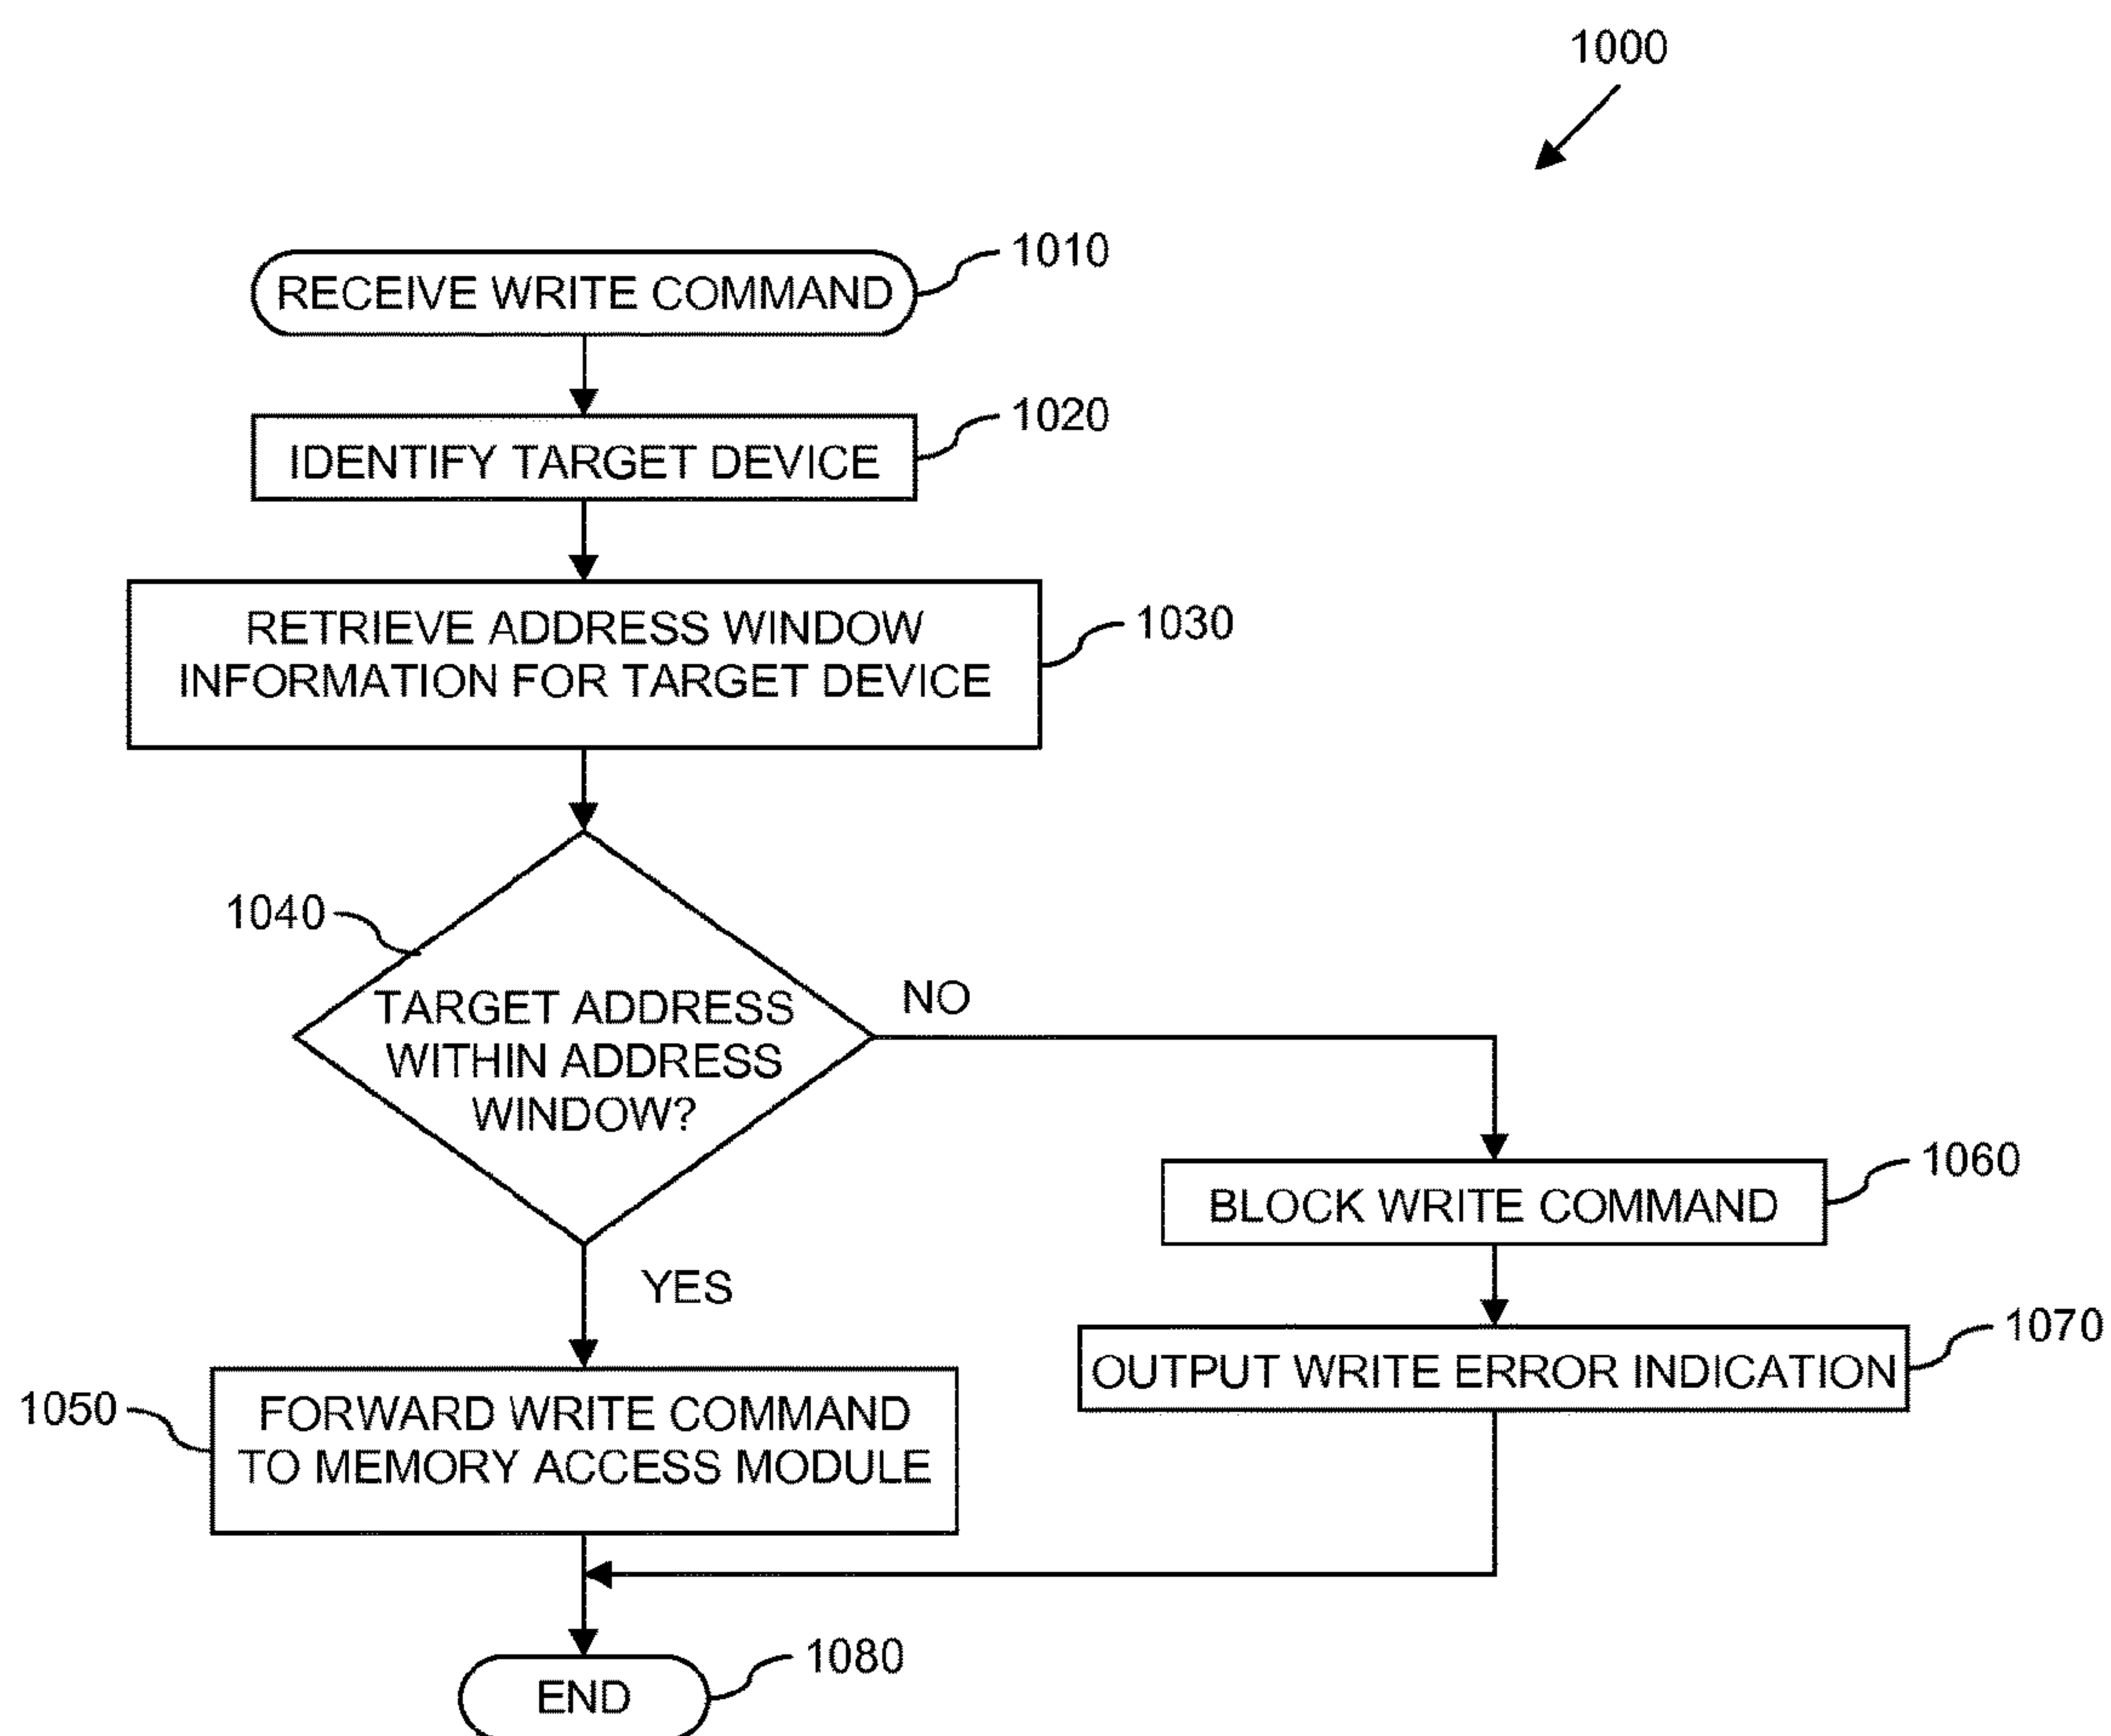 1000
RECEIVE WRITE COMMAND
1010
IDENTIFY TARGET DEVICE
1020
RETRIEVE ADDRESS WINDOW
INFORMATION FOR TARGET DEVICE
1030
1040
TARGET ADDRESS
WITHIN ADDRESS
WINDOW?
NO
YES
BLOCK WRITE COMMAND
1060
OUTPUT WRITE ERROR INDICATION
1070
1050
FORWARD WRITE COMMAND
TO MEMORY ACCESS MODULE
END
1080